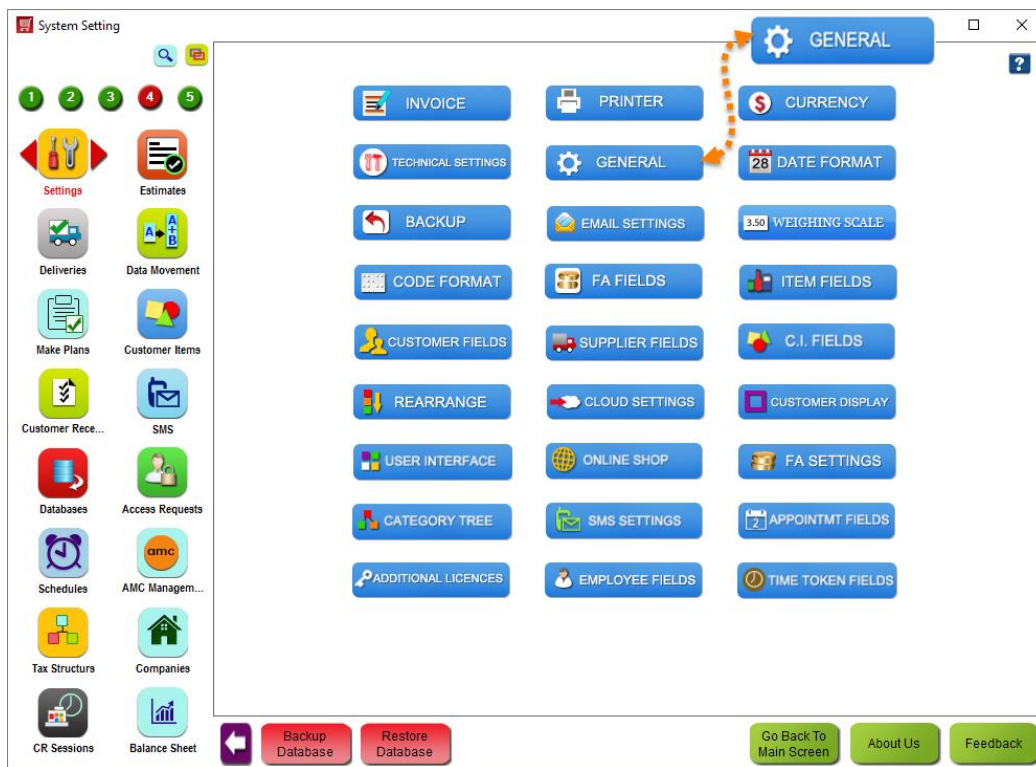 System Setting
GENERAL
?
1 2 3 4 5
Settings
Estimates
Deliveries
A A+B
Data Movement
Make Plans
Customer Items
Customer Rece...
SMS
Databases
Access Requests
Schedules
amc
AMC Managem...
Tax Structure
Companies
CR Sessions
Balance Sheet
INVOICE
PRINTER
$ CURRENCY
TECHNICAL SETTINGS
GENERAL
28 DATE FORMAT
BACKUP
EMAIL SETTINGS
3.50 WEIGHING SCALE
CODE FORMAT
FA FIELDS
ITEM FIELDS
CUSTOMER FIELDS
SUPPLIER FIELDS
C.I. FIELDS
REARRANGE
CLOUD SETTINGS
CUSTOMER DISPLAY
USER INTERFACE
ONLINE SHOP
FA SETTINGS
CATEGORY TREE
SMS SETTINGS
2 APPOINTMT FIELDS
ADDITIONAL LICENCES
EMPLOYEE FIELDS
TIME TOKEN FIELDS
Backup
Database
Restore
Database
Go Back To
Main Screen
About Us
Feedback